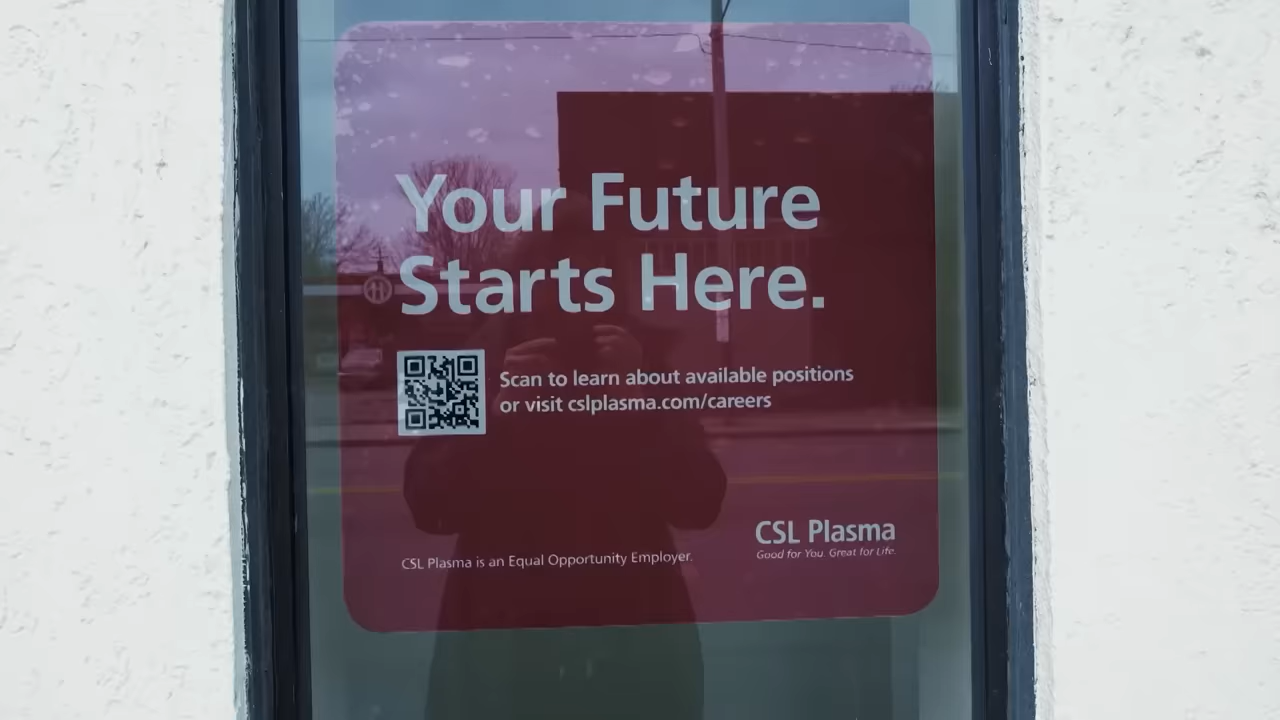 Your Future
Starts Here.
Scan to learn about available positions
or visit cslplasma.com/careers
CSL Plasma
Good for You. Great for Life.
CSL Plasma is an Equal Opportunity Employer.